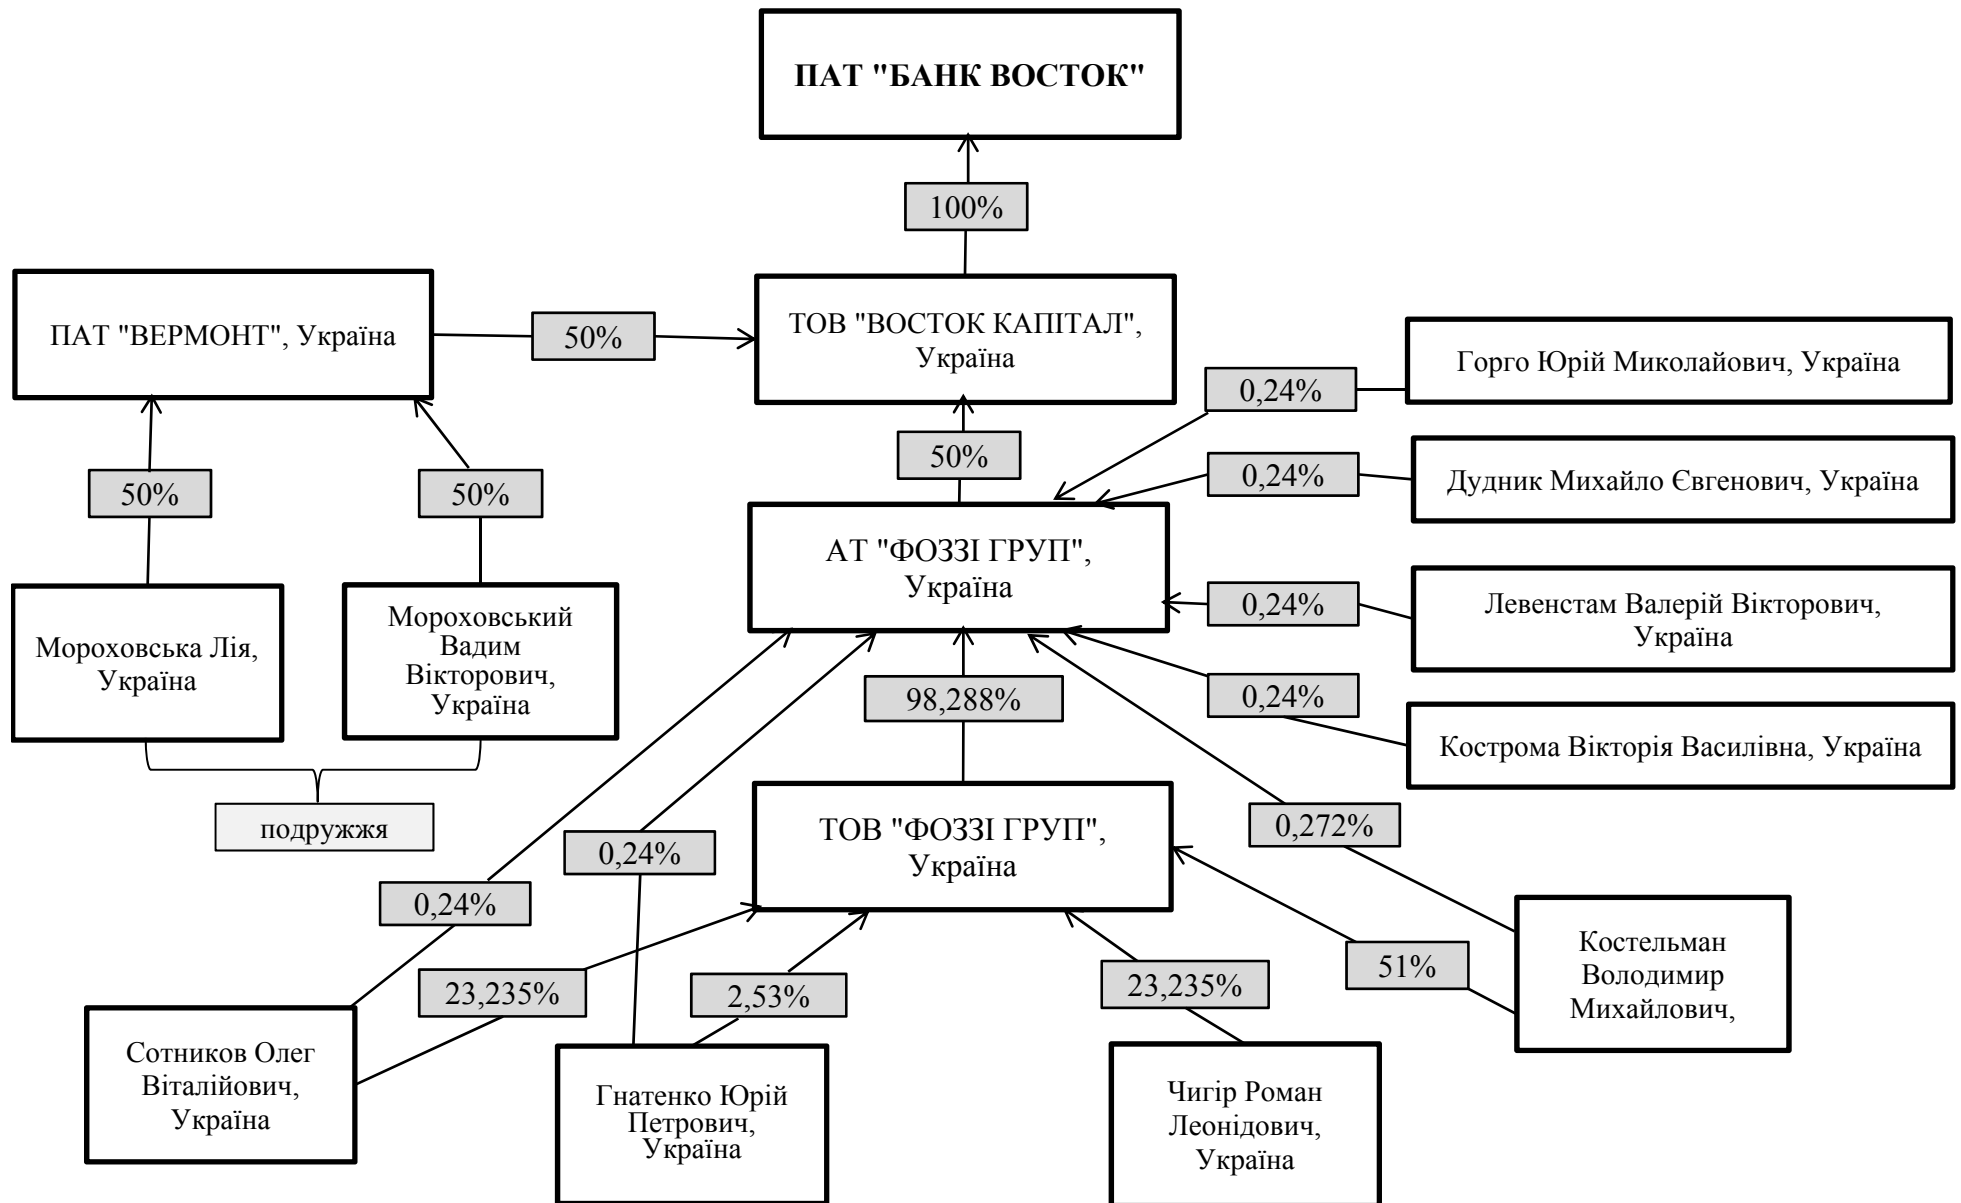 ПАТ "БАНК ВОСТОК"
100%
ПАТ "ВЕРМОНТ", Україна
50%
ТОВ "ВОСТОК КАПІТАЛ",
Україна
Горго Юрій Миколайович, Україна
0,24%
50%
50%
50%
0,24%
Дудник Михайло Євгенович, Україна
АТ "ФОЗЗІ ГРУП",
Україна
0,24%
Левенстам Валерій Вікторович,
Україна
Мороховська Лія,
Україна
Мороховський
Вадим
Вікторович,
Україна
98,288%
0,24%
Кострома Вікторія Василівна, Україна
подружжя
0,24%
ТОВ "ФОЗЗІ ГРУП",
Україна
0,272%
0,24%
23,235%
2,53%
23,235%
51%
Костельман
Володимир
Михайлович,
Сотников Олег
Віталійович,
Україна
Гнатенко Юрій
Петрович,
Україна
Чигір Роман
Леонідович,
Україна